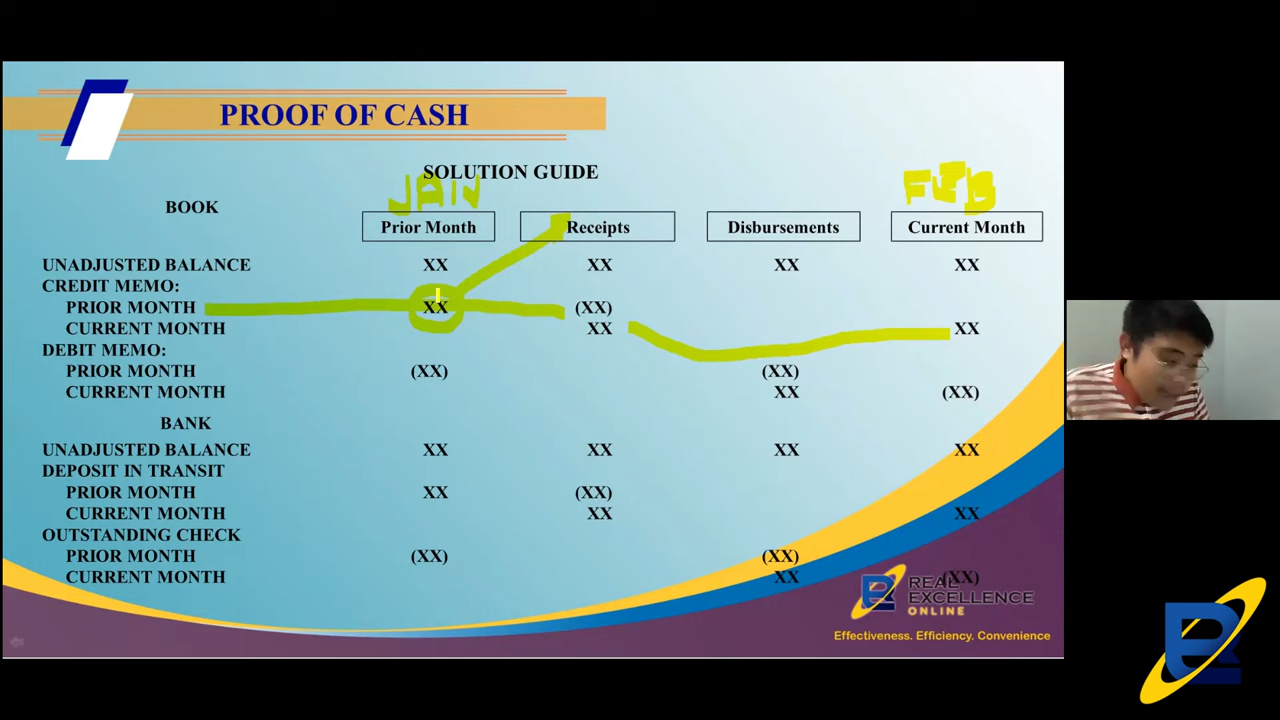 PROOF OF CASH
SOLUTION GUIDE
JAN FEB
BOOK
Prior Month Receipts Disbursements Current Month
UNADJUSTED BALANCE XX XX XX XX
CREDIT MEMO:
PRIOR MONTH XX (XX)
CURRENT MONTH XX XX
DEBIT MEMO:
PRIOR MONTH (XX) (XX)
CURRENT MONTH XX (XX)
BANK
UNADJUSTED BALANCE XX XX XX XX
DEPOSIT IN TRANSIT
PRIOR MONTH XX (XX)
CURRENT MONTH XX XX
OUTSTANDING CHECK
PRIOR MONTH (XX) (XX)
CURRENT MONTH XX (XX)
REAL
EXCELLENCE
ONLINE
Effectiveness. Efficiency. Convenience